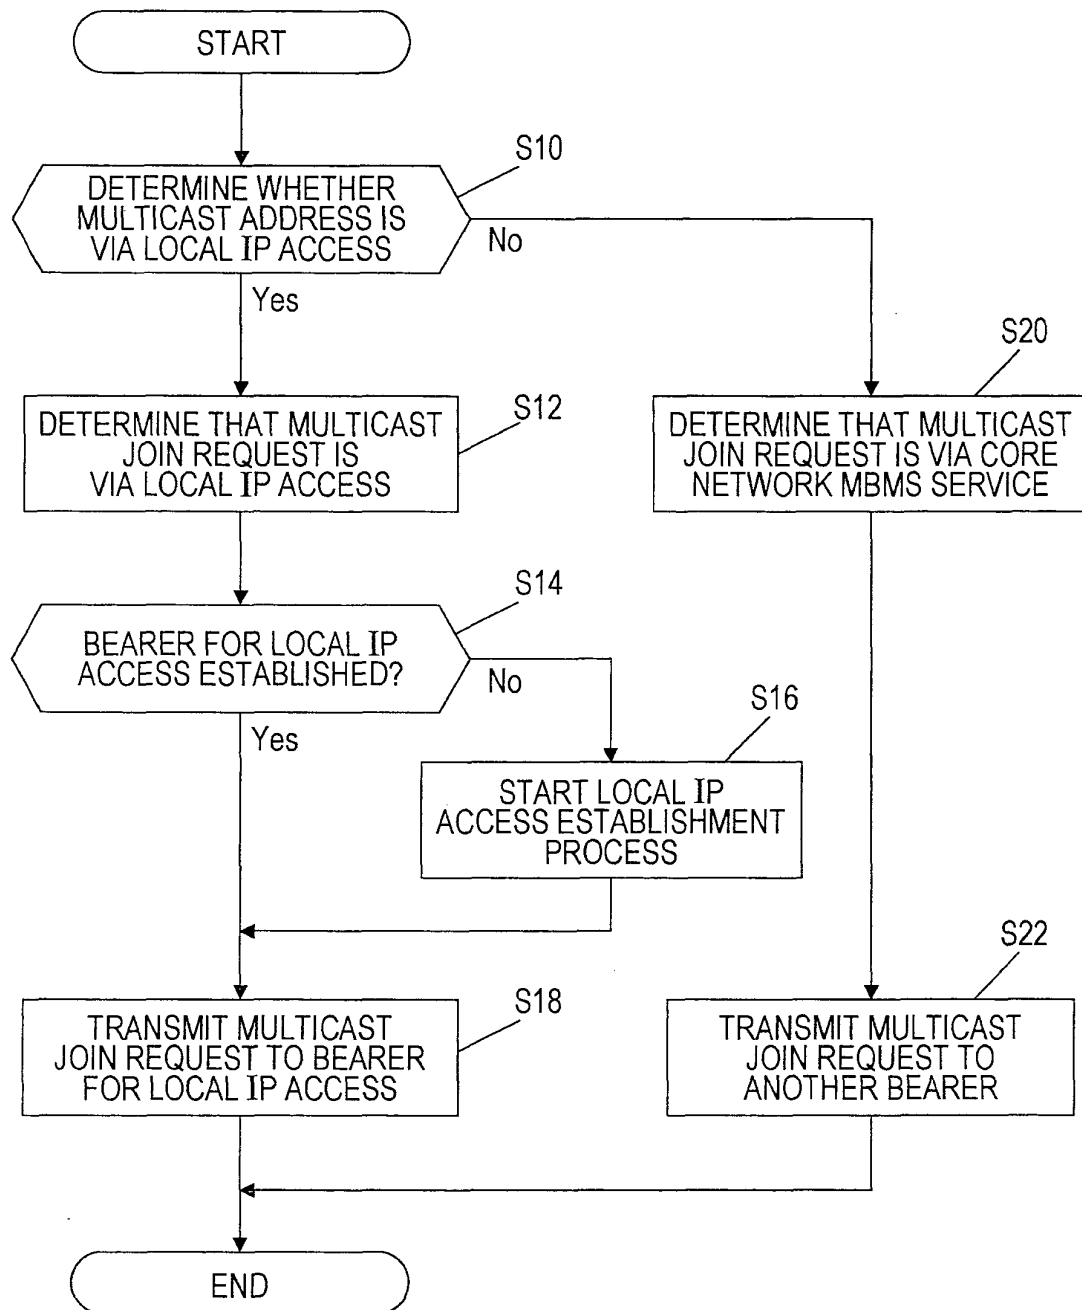 START
S10
DETERMINE WHETHER
MULTICAST ADDRESS IS
VIA LOCAL IP ACCESS
No
Yes
S20
S12
DETERMINE THAT MULTICAST
JOIN REQUEST IS
VIA LOCAL IP ACCESS
DETERMINE THAT MULTICAST
JOIN REQUEST IS VIA CORE
NETWORK MBMS SERVICE
S14
BEARER FOR LOCAL IP
ACCESS ESTABLISHED?
No
Yes
S16
START LOCAL IP
ACCESS ESTABLISHMENT
PROCESS
S22
S18
TRANSMIT MULTICAST
JOIN REQUEST TO BEARER
FOR LOCAL IP ACCESS
TRANSMIT MULTICAST
JOIN REQUEST TO
ANOTHER BEARER
END